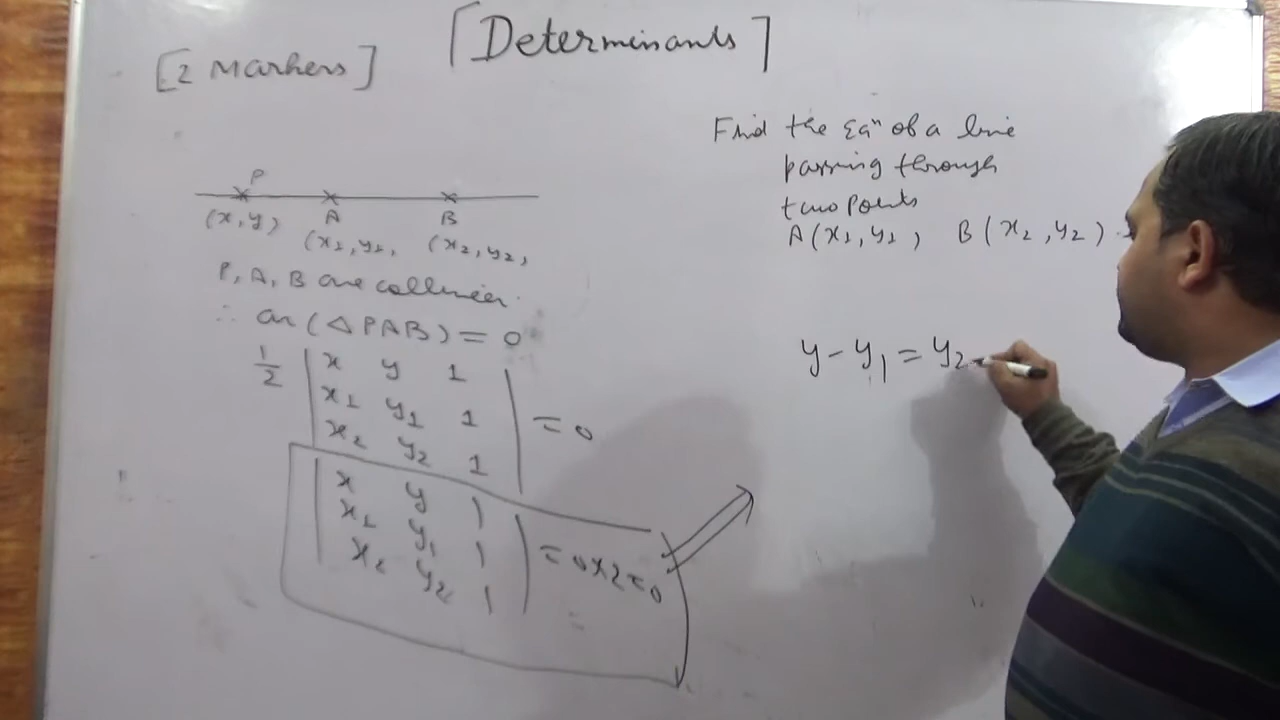 [Determinants]
[2 Markers]
P
(x, y) A B
(x1, y1, (x2, y2,
P, A, B are collinear.
∴ ar(△PAB) = 0
1/2 | x y 1
x1 y1 1
x2 y2 1 | = 0
| x y 1
x1 y1 1
x2 y2 1 | = 0x2=0
Find the Eqn of a line
passing through
two points
A(x1, y1) B(x2, y2)
y - y1 = y2 -